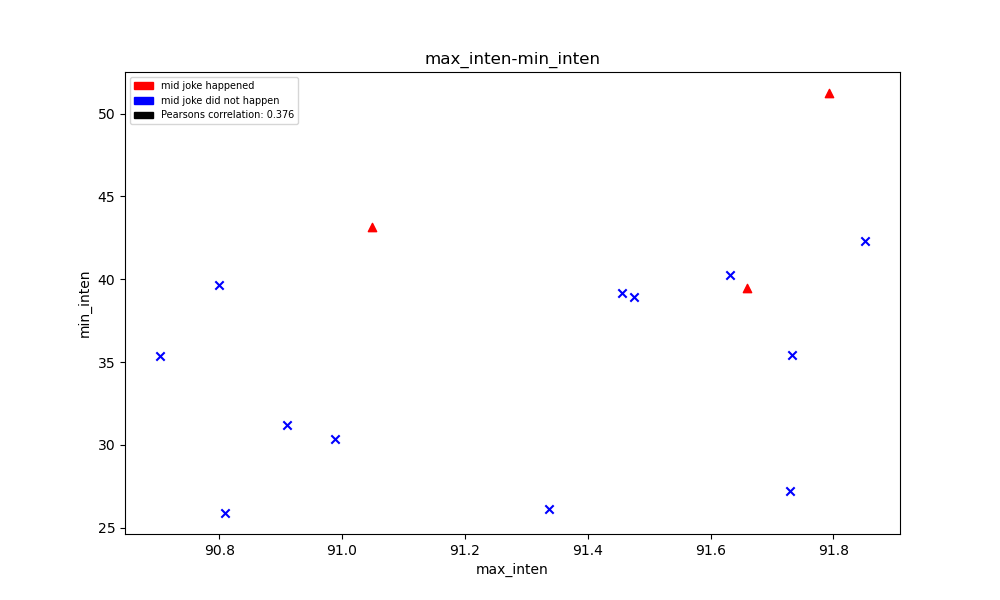 max_inten-min_inten
mid joke happened
mid joke did not happen
Pearsons correlation: 0.376
50
45
40
35
30
25
min_inten
90.8 91.0 91.2 91.4 91.6 91.8
max_inten